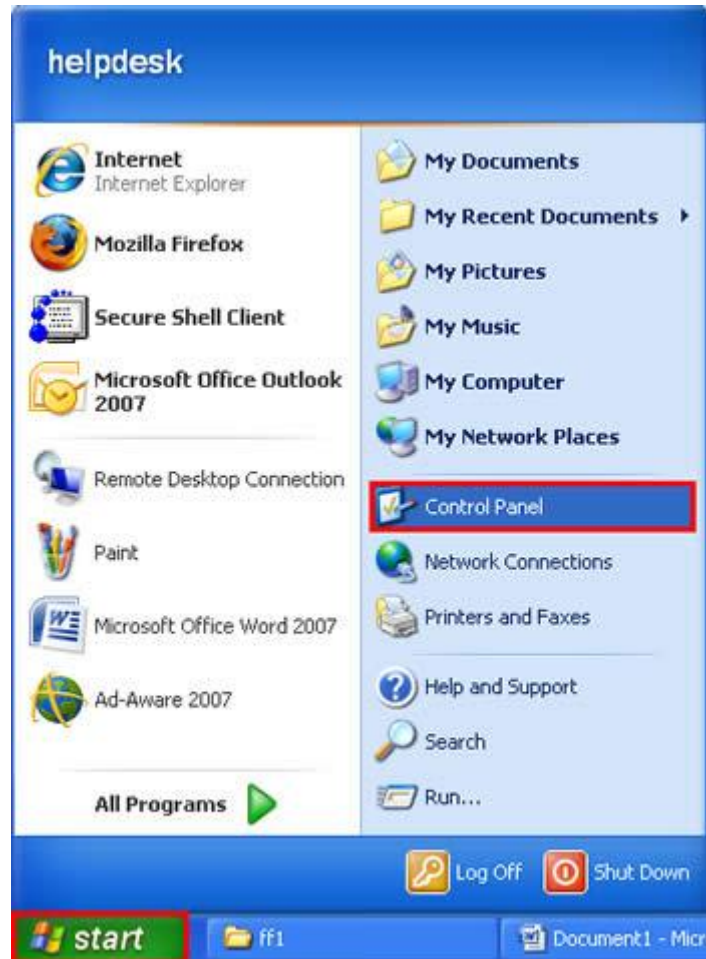 helpdesk
Internet
Internet Explorer
Mozilla Firefox
Secure Shell Client
Microsoft Office Outlook
2007
Remote Desktop Connection
Paint
Microsoft Office Word 2007
Ad-Aware 2007
All Programs
My Documents
My Recent Documents
My Pictures
My Music
My Computer
My Network Places
Control Panel
Network Connections
Printers and Faxes
Help and Support
Search
Run...
Log Off
Shut Down
start
ff1
Document1 - Micr